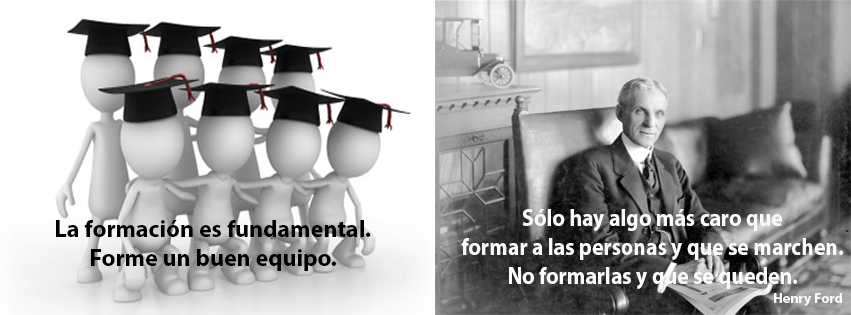 La formación es fundamental.
Forme un buen equipo.
Sólo hay algo más caro que
formar a las personas y que se marchen.
No formarlas y que se queden.
Henry Ford